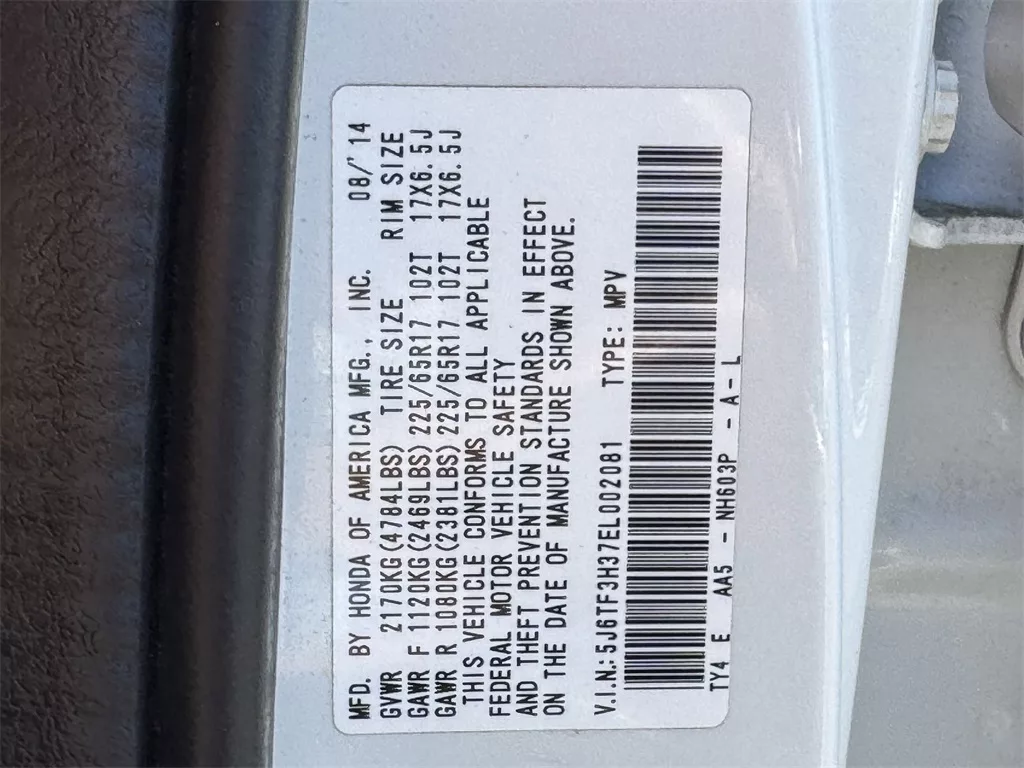 MFD. BY HONDA OF AMERICA MFG., INC. 08/'14
GVWR 2170KG(4784LBS) TIRE SIZE RIM SIZE
GAWR F 1120KG(2469LBS) 225/65R17 102T 17X6.5J
GAWR R 1080KG(2381LBS) 225/65R17 102T 17X6.5J
THIS VEHICLE CONFORMS TO ALL APPLICABLE
FEDERAL MOTOR VEHICLE SAFETY
AND THEFT PREVENTION STANDARDS IN EFFECT
ON THE DATE OF MANUFACTURE SHOWN ABOVE.
V.I.N.: 5J6TF3H37EL002081 TYPE: MPV
TY4 E AA5 - NH603P - A - L